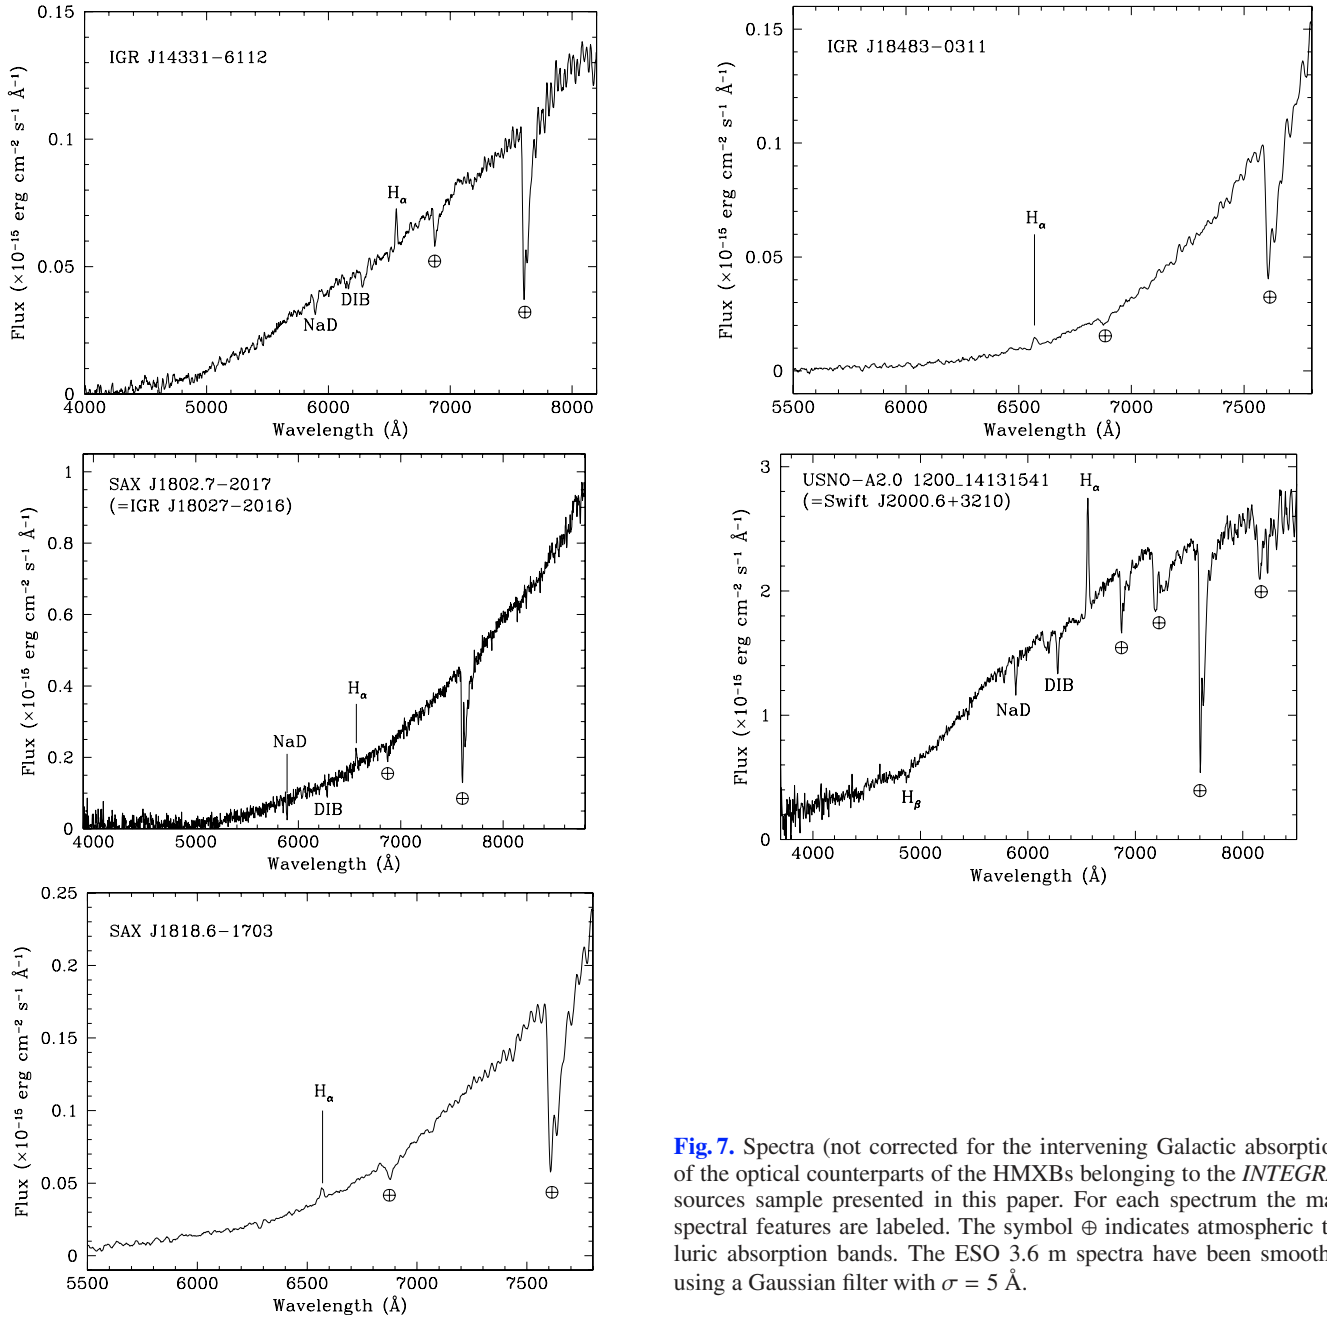 IGR J14331−6112
Flux (×10⁻¹⁵ erg cm⁻² s⁻¹ Å⁻¹)
0.15
0.1
0.05
0
Hα
⊕
DIB
NaD
⊕
4000 5000 6000 7000 8000
Wavelength (Å)
IGR J18483−0311
Flux (×10⁻¹⁵ erg cm⁻² s⁻¹ Å⁻¹)
0.15
0.1
0.05
0
Hα
⊕
⊕
5500 6000 6500 7000 7500
Wavelength (Å)
SAX J1802.7−2017
(=IGR J18027−2016)
Flux (×10⁻¹⁵ erg cm⁻² s⁻¹ Å⁻¹)
1
0.8
0.6
0.4
0.2
0
Hα
NaD
DIB
⊕
⊕
4000 5000 6000 7000 8000
Wavelength (Å)
USNO−A2.0 1200_14131541
(=Swift J2000.6+3210)
Flux (×10⁻¹⁵ erg cm⁻² s⁻¹ Å⁻¹)
3
2
1
0
Hα
DIB
NaD
Hβ
⊕
⊕
⊕
⊕
4000 5000 6000 7000 8000
Wavelength (Å)
SAX J1818.6−1703
Flux (×10⁻¹⁵ erg cm⁻² s⁻¹ Å⁻¹)
0.25
0.2
0.15
0.1
0.05
0
Hα
⊕
⊕
5500 6000 6500 7000 7500
Wavelength (Å)
Fig. 7. Spectra (not corrected for the intervening Galactic absorptio
of the optical counterparts of the HMXBs belonging to the INTEGR
sources sample presented in this paper. For each spectrum the ma
spectral features are labeled. The symbol ⊕ indicates atmospheric t
luric absorption bands. The ESO 3.6 m spectra have been smooth
using a Gaussian filter with σ = 5 Å.